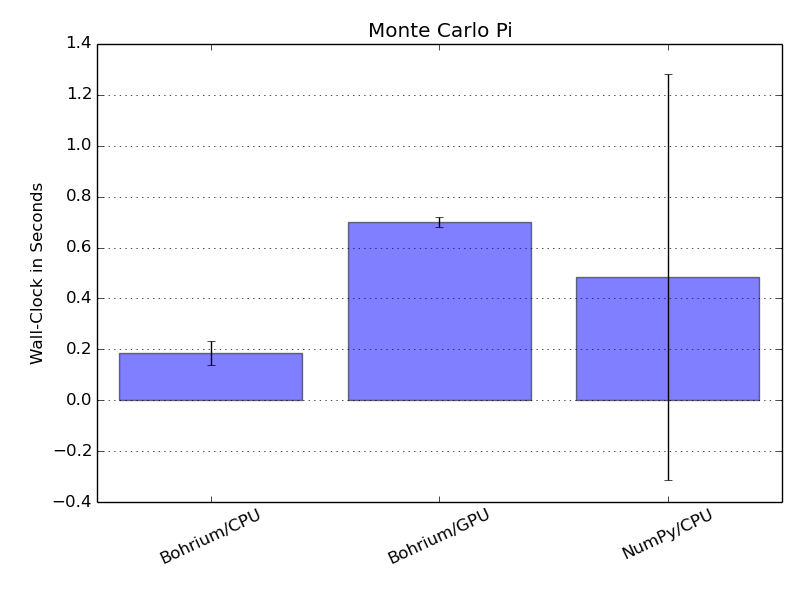 Monte Carlo Pi
1.4
1.2
1.0
0.8
0.6
0.4
0.2
0.0
−0.2
−0.4
Wall-Clock in Seconds
Bohrium/CPU
Bohrium/GPU
NumPy/CPU